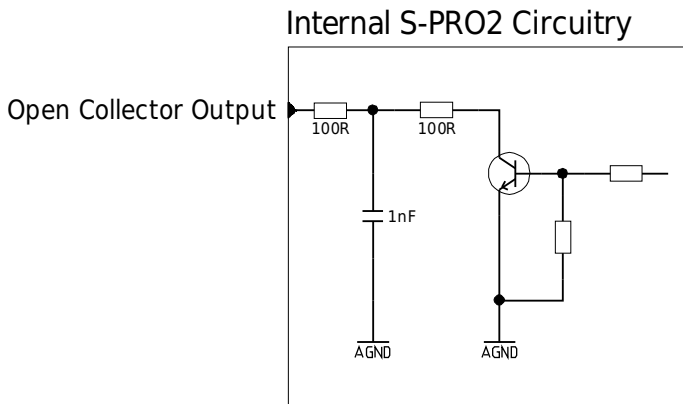 Internal S-PRO2 Circuitry
Open Collector Output
100R
100R
1nF
AGND
AGND